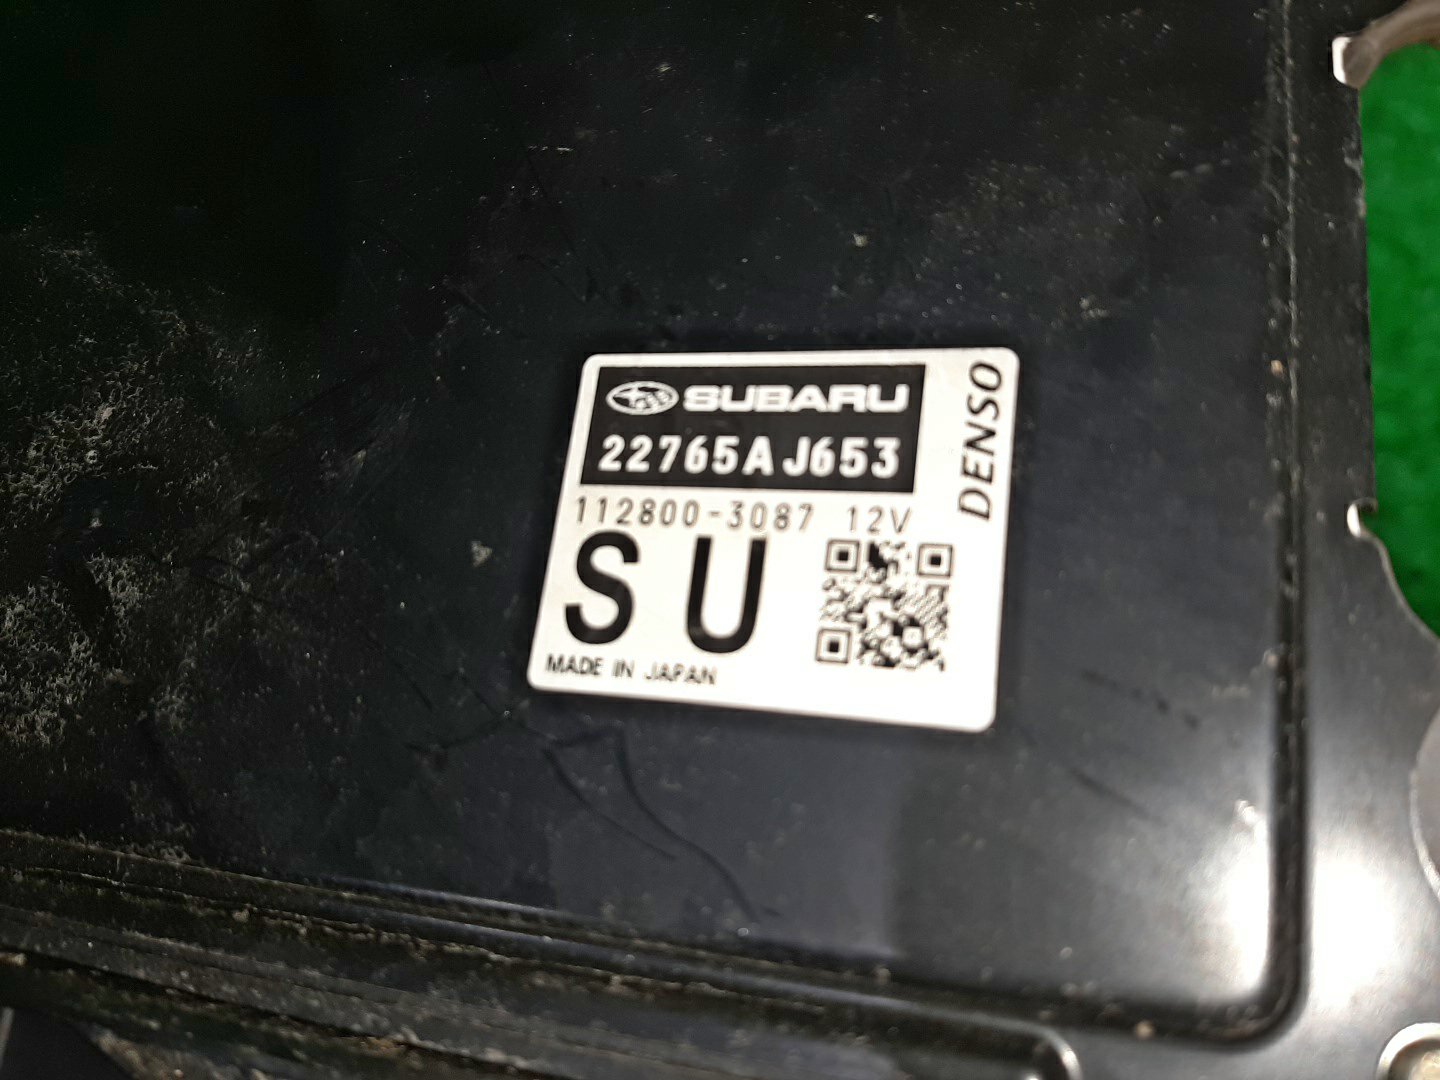 SUBARU
22765AJ653
112800-3087 12V
SU
MADE IN JAPAN
DENSO